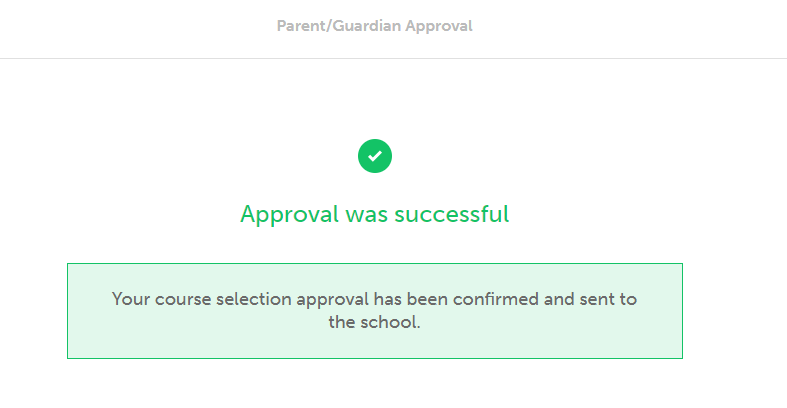 Parent/Guardian Approval
Approval was successful
Your course selection approval has been confirmed and sent to
the school.